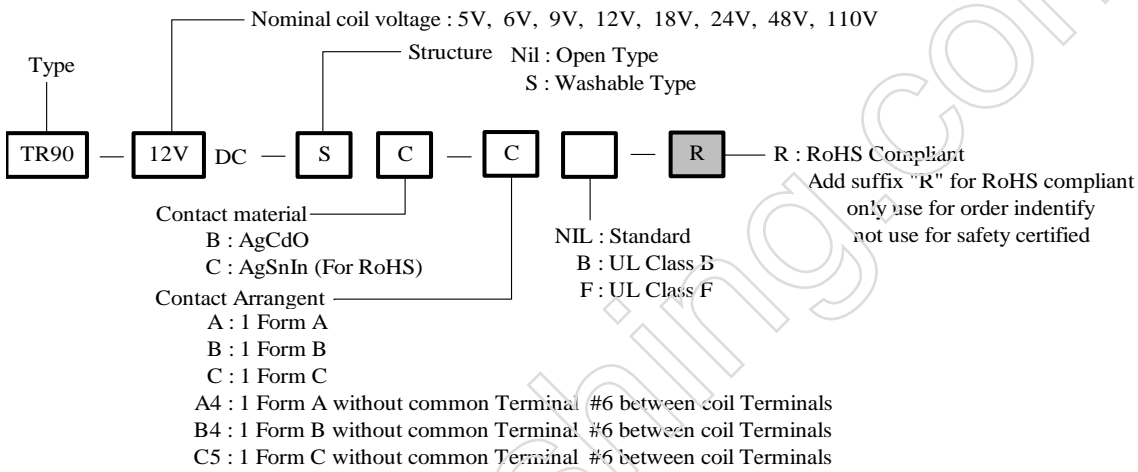 Nominal coil voltage : 5V, 6V, 9V, 12V, 18V, 24V, 48V, 110V
Structure Nil : Open Type
S : Washable Type
Type
TR90 — 12V DC — S C — C — R — R : RoHS Compliant
Add suffix "R" for RoHS compliant
only use for order indentify
not use for safety certified
Contact material
B : AgCdO
C : AgSnIn (For RoHS)
NIL : Standard
B : UL Class B
F : UL Class F
Contact Arrangent
A : 1 Form A
B : 1 Form B
C : 1 Form C
A4 : 1 Form A without common Terminal #6 between coil Terminals
B4 : 1 Form B without common Terminal #6 between coil Terminals
C5 : 1 Form C without common Terminal #6 between coil Terminals
hing.com